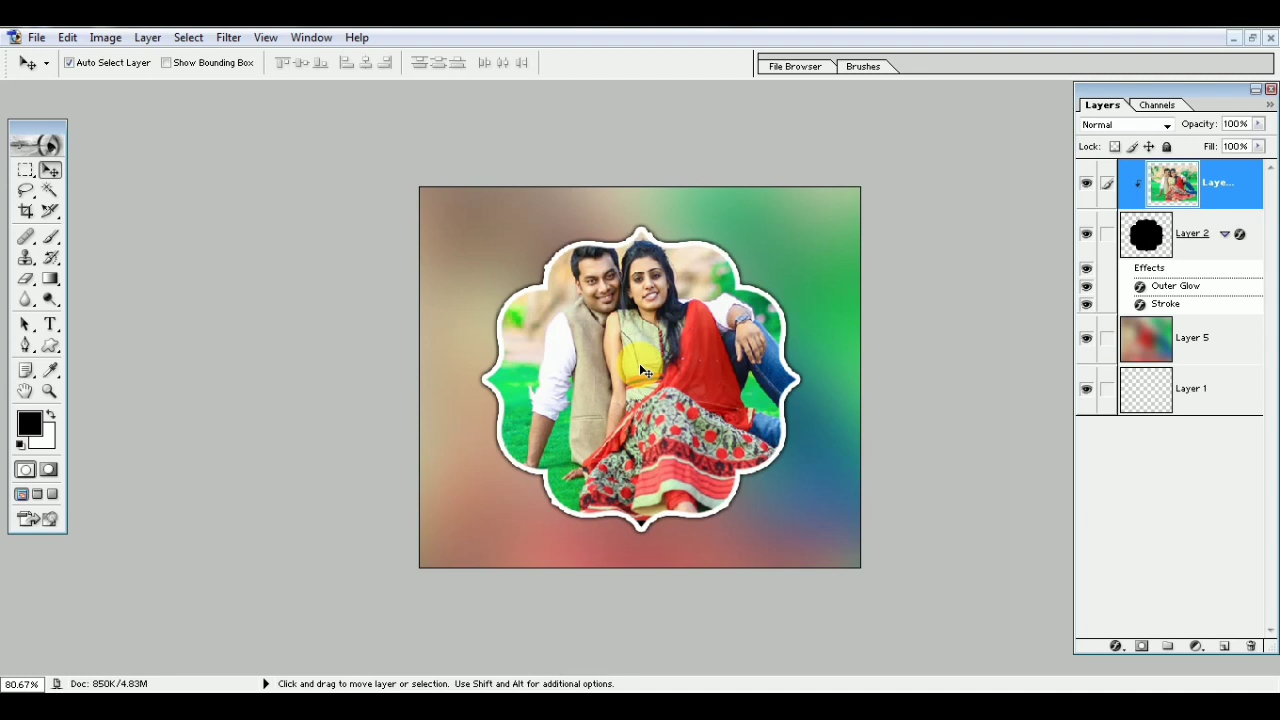 File Edit Image Layer Select Filter View Window Help
Auto Select Layer Show Bounding Box
File Browser Brushes
Layers Channels
Normal Opacity: 100%
Lock: Fill: 100%
Laye...
Layer 2
Effects
Outer Glow
Stroke
Layer 5
Layer 1
T
80.67% Doc: 850K/4.83M Click and drag to move layer or selection. Use Shift and Alt for additional options.